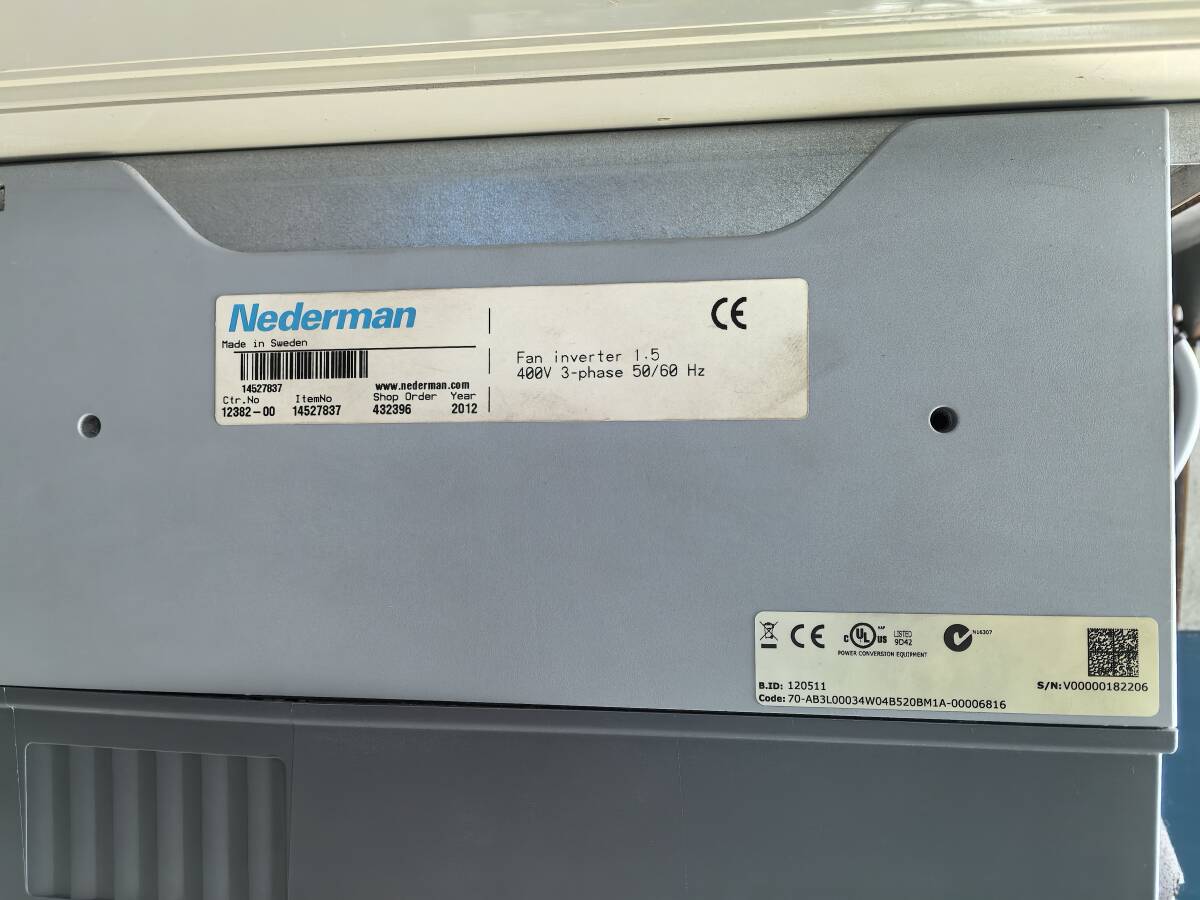 Nederman
Made in Sweden
14527837
www.nederman.com
Ctr.No ItemNo Shop Order Year
12382-00 14527837 432396 2012
Fan inverter 1.5
400V 3-phase 50/60 Hz
CE
CE
c UL US LISTED
9D42
POWER CONVERSION EQUIPMENT
N16307
B.ID: 120511
S/N:V00000182206
Code: 70-AB3L00034W04B520BM1A-00006816